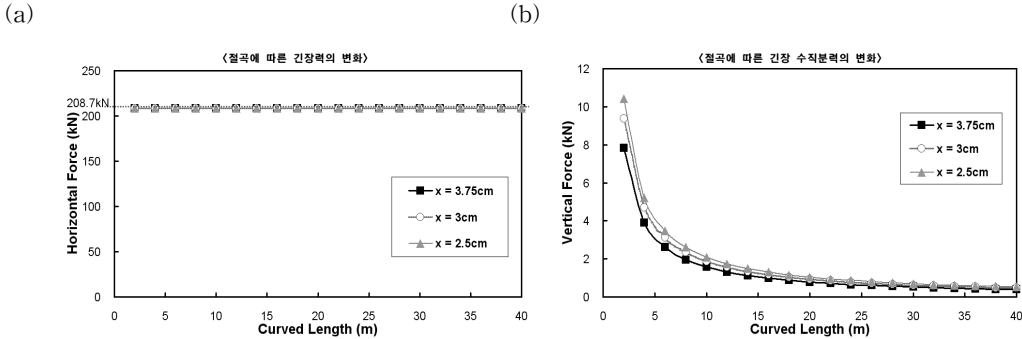 (a)
<절곡에 따른 긴장력의 변화>
250
208.7kN
200
150
100
50
0
Horizontal Force (kN)
x = 3.75cm
x = 3cm
x = 2.5cm
0 5 10 15 20 25 30 35 40
Curved Length (m)
(b)
<절곡에 따른 긴장 수직분력의 변화>
12
10
8
6
4
2
0
Vertical Force (kN)
x = 3.75cm
x = 3cm
x = 2.5cm
0 5 10 15 20 25 30 35 40
Curved Length (m)